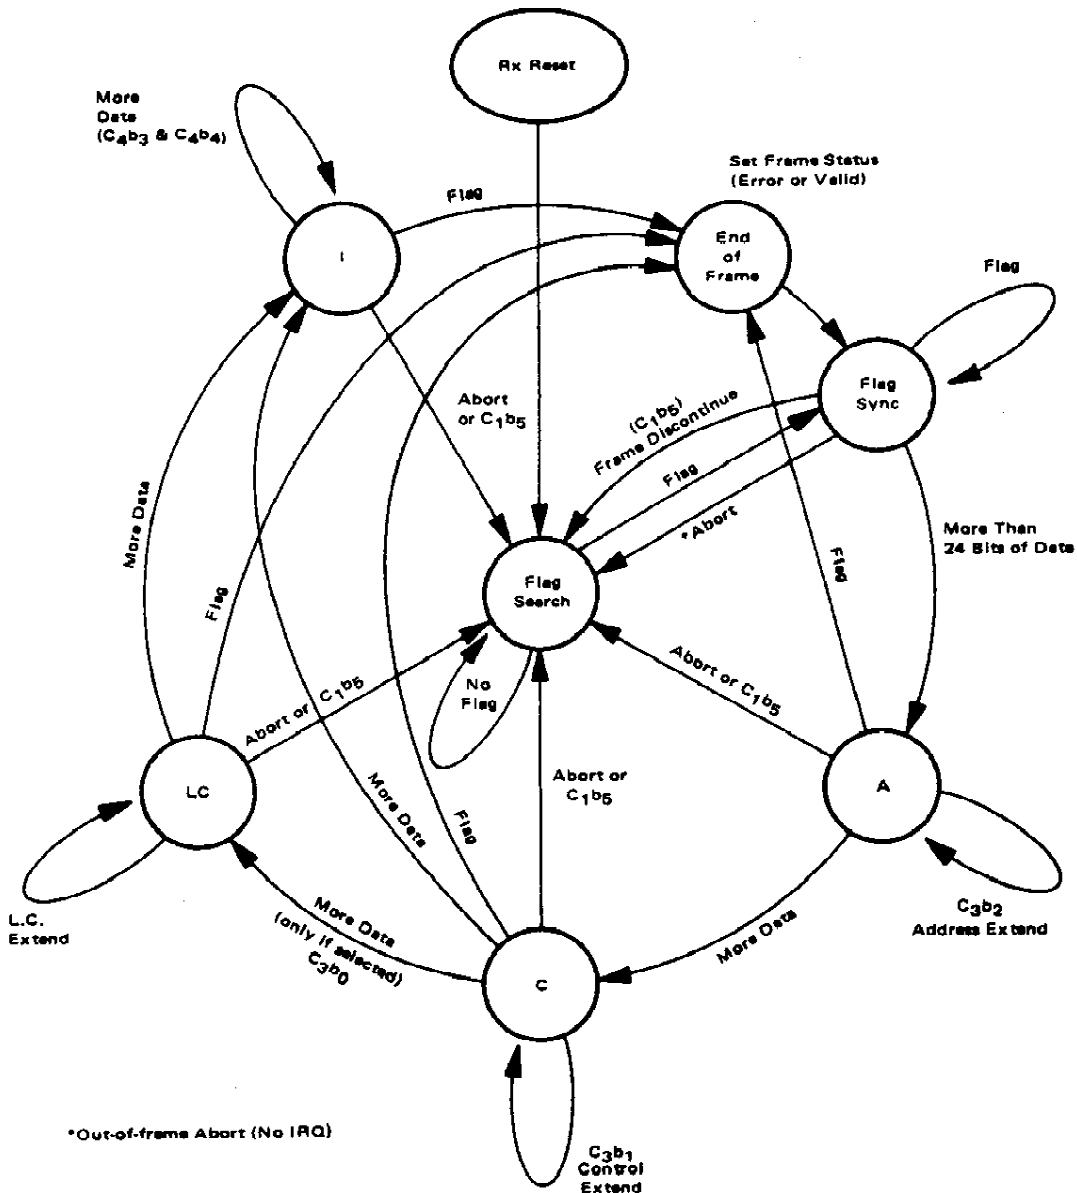 Rx Reset
More
Data
(C4b3 & C4b4)
Set Frame Status
(Error or Valid)
Flag
End
of
Frame
I
Flag
Flag
Sync
Abort
or C1b5
(C1b5)
Frame Discontinue
Flag
*Abort
More Data
More Than
24 Bits of Data
Flag
Flag
Flag
Search
No
Flag
Abort or C1b5
Abort or C1b5
LC
Abort or
C1b5
A
More Data
Flag
L.C.
Extend
More Data
(only if selected)
C3b0
More Data
C3b2
Address Extend
C
*Out-of-frame Abort (No IRQ)
C3b1
Control
Extend